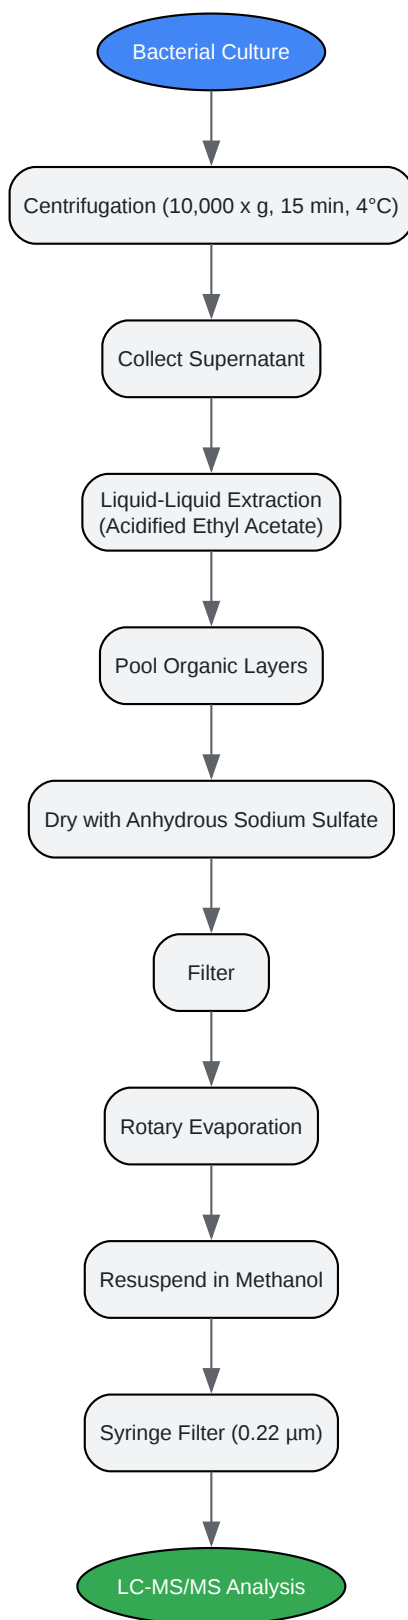 Bacterial Culture
Centrifugation (10,000 x g, 15 min, 4°C)
Collect Supernatant
Liquid-Liquid Extraction
(Acidified Ethyl Acetate)
Pool Organic Layers
Dry with Anhydrous Sodium Sulfate
Filter
Rotary Evaporation
Resuspend in Methanol
Syringe Filter (0.22 µm)
LC-MS/MS Analysis